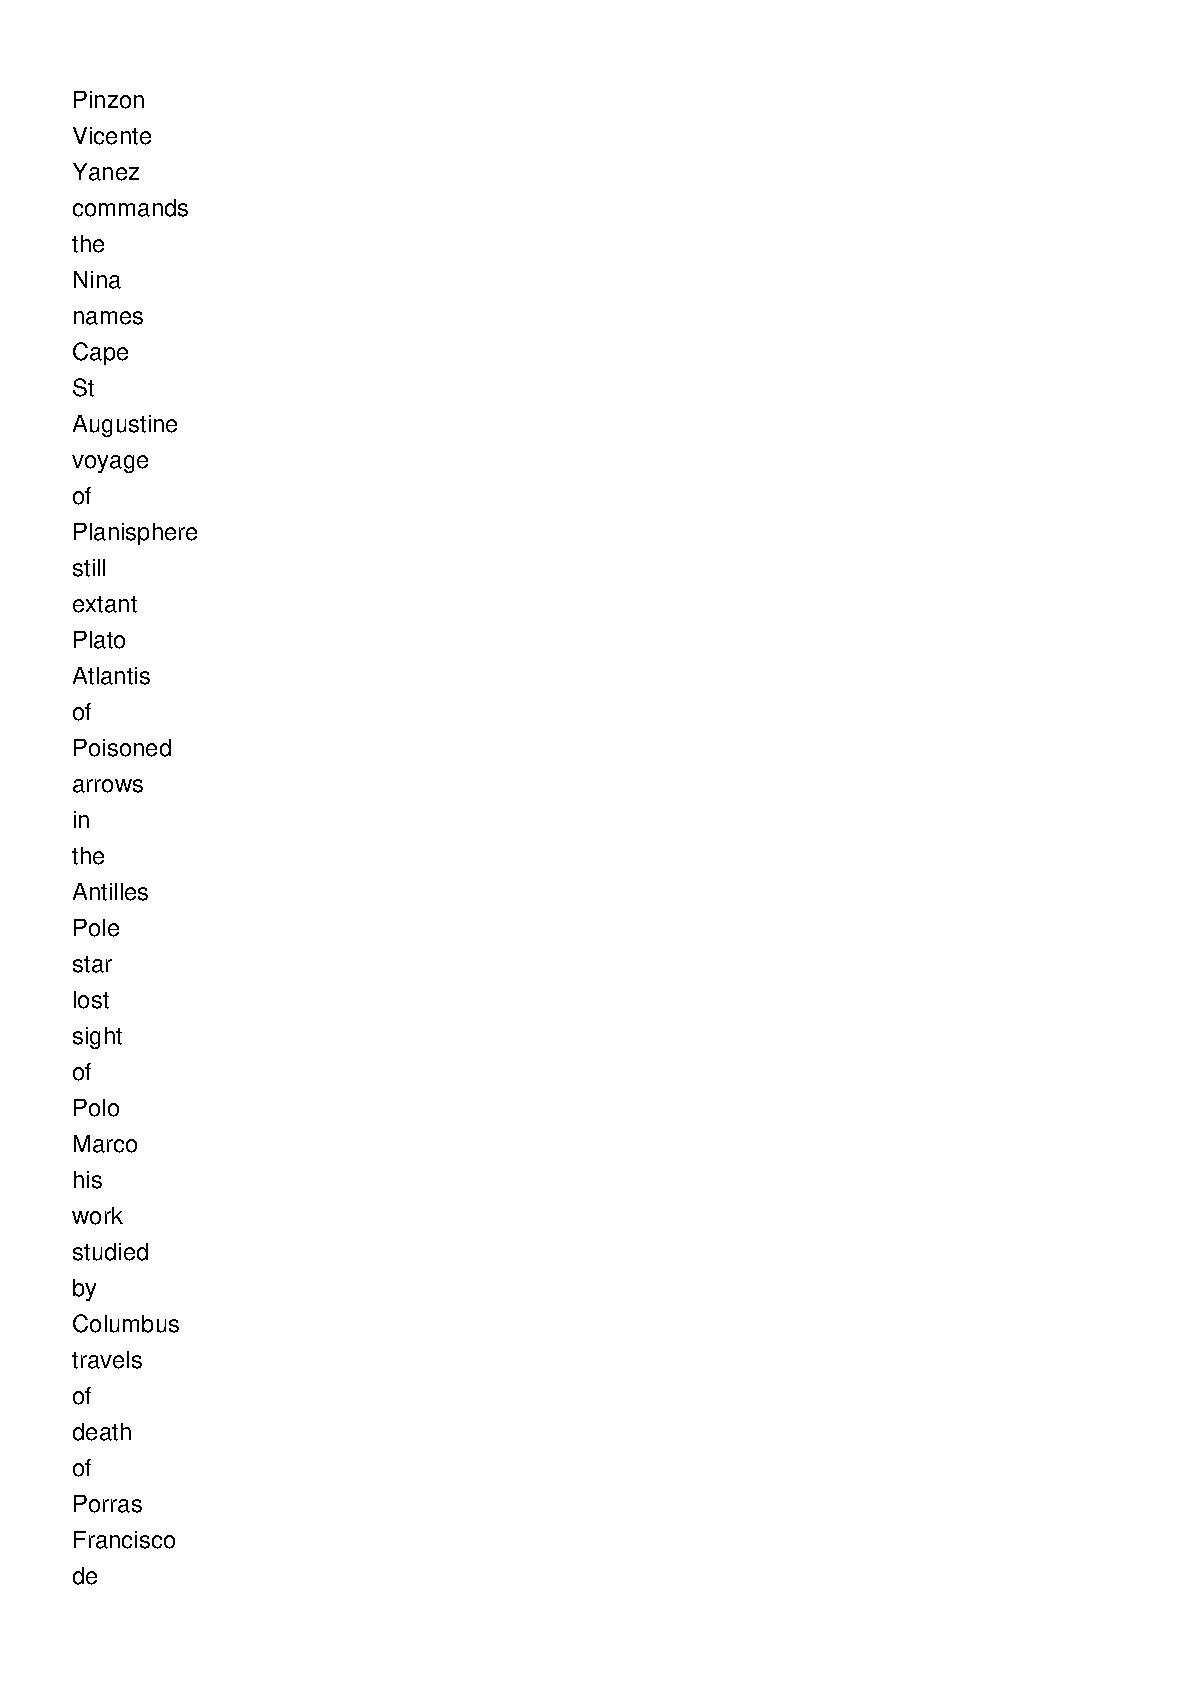 Pinzon
Vicente
Yanez
commands
the
Nina
names
Cape
St
Augustine
voyage
of
Planisphere
still
extant
Plato
Atlantis
of
Poisoned
arrows
in
the
Antilles
Pole
star
lost
sight
of
Polo
Marco
his
work
studied
by
Columbus
travels
of
death
of
Porras
Francisco
de